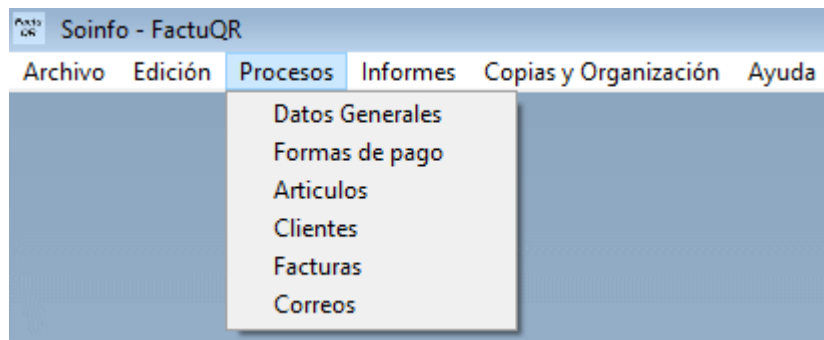 Soinfo - FactuQR
Archivo Edición Procesos Informes Copias y Organización Ayuda
Datos Generales
Formas de pago
Articulos
Clientes
Facturas
Correos